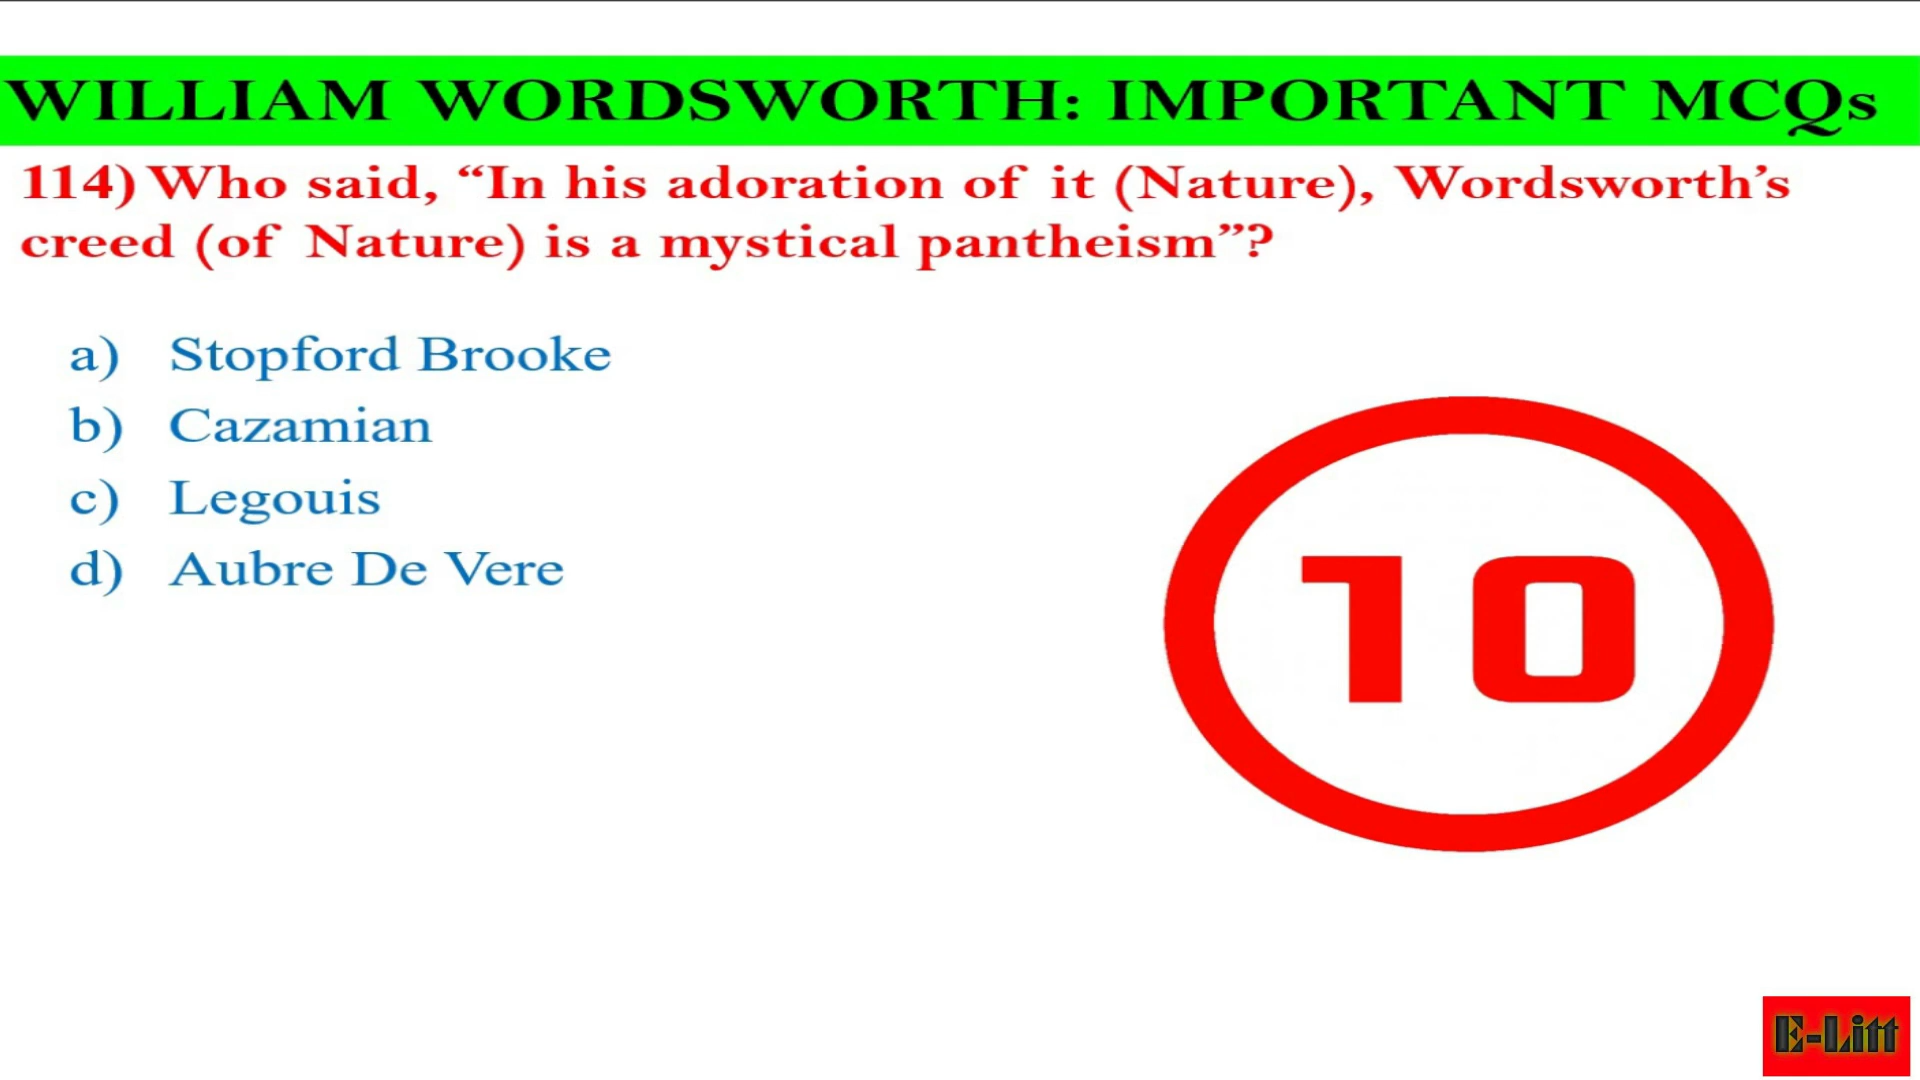 WILLIAM WORDSWORTH: IMPORTANT MCQs
114) Who said, “In his adoration of it (Nature), Wordsworth’s
creed (of Nature) is a mystical pantheism”?
a) Stopford Brooke
b) Cazamian
c) Legouis
d) Aubre De Vere
10
E-Litt